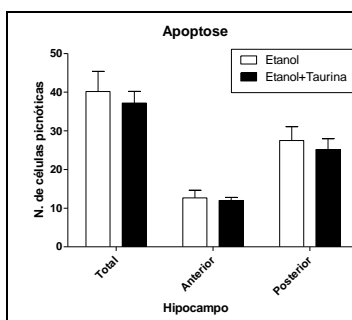 Apoptose
Etanol
Etanol+Taurina
N. de células picnóticas
50
40
30
20
10
0
Total
Anterior
Posterior
Hipocampo